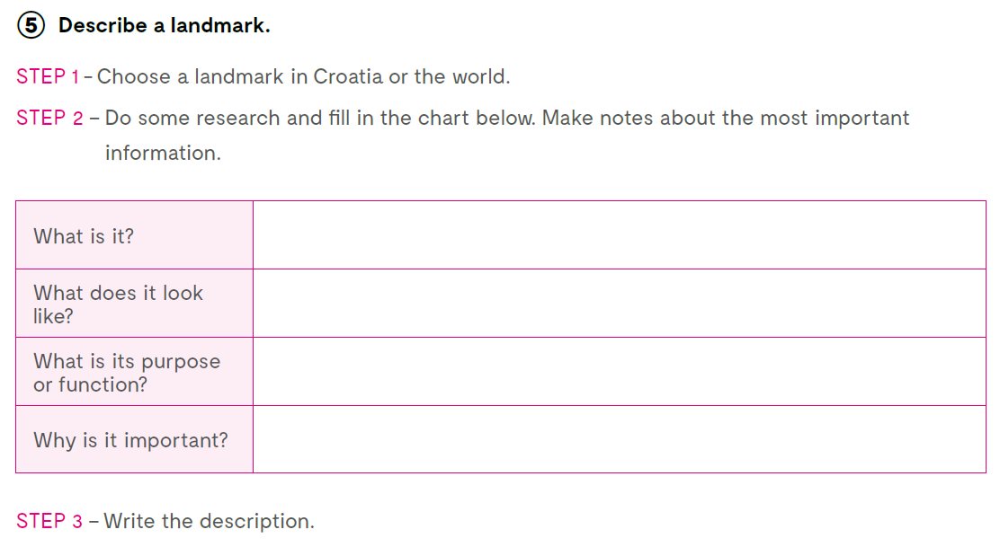 ⑤ Describe a landmark.
STEP 1 – Choose a landmark in Croatia or the world.
STEP 2 – Do some research and fill in the chart below. Make notes about the most important
information.
What is it?
What does it look
like?
What is its purpose
or function?
Why is it important?
STEP 3 – Write the description.